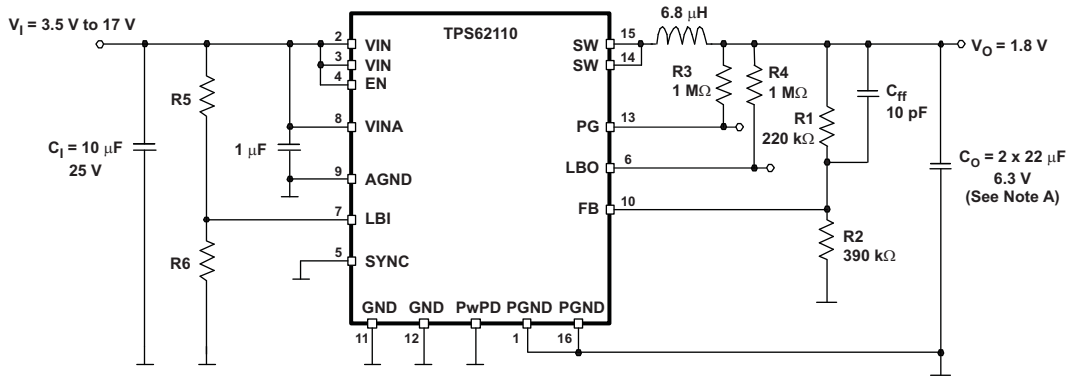 V_I = 3.5 V to 17 V
TPS62110
6.8 μH
2
VIN
3
VIN
4
EN
SW
15
SW
14
V_O = 1.8 V
R5
R3
1 MΩ
R4
1 MΩ
C_ff
10 pF
R1
220 kΩ
8
VINA
PG
13
C_I = 10 μF
25 V
1 μF
LBO
6
C_O = 2 x 22 μF
6.3 V
(See Note A)
9
AGND
7
LBI
FB
10
R2
390 kΩ
R6
5
SYNC
GND
GND
PwPD
PGND
PGND
11
12
1
16